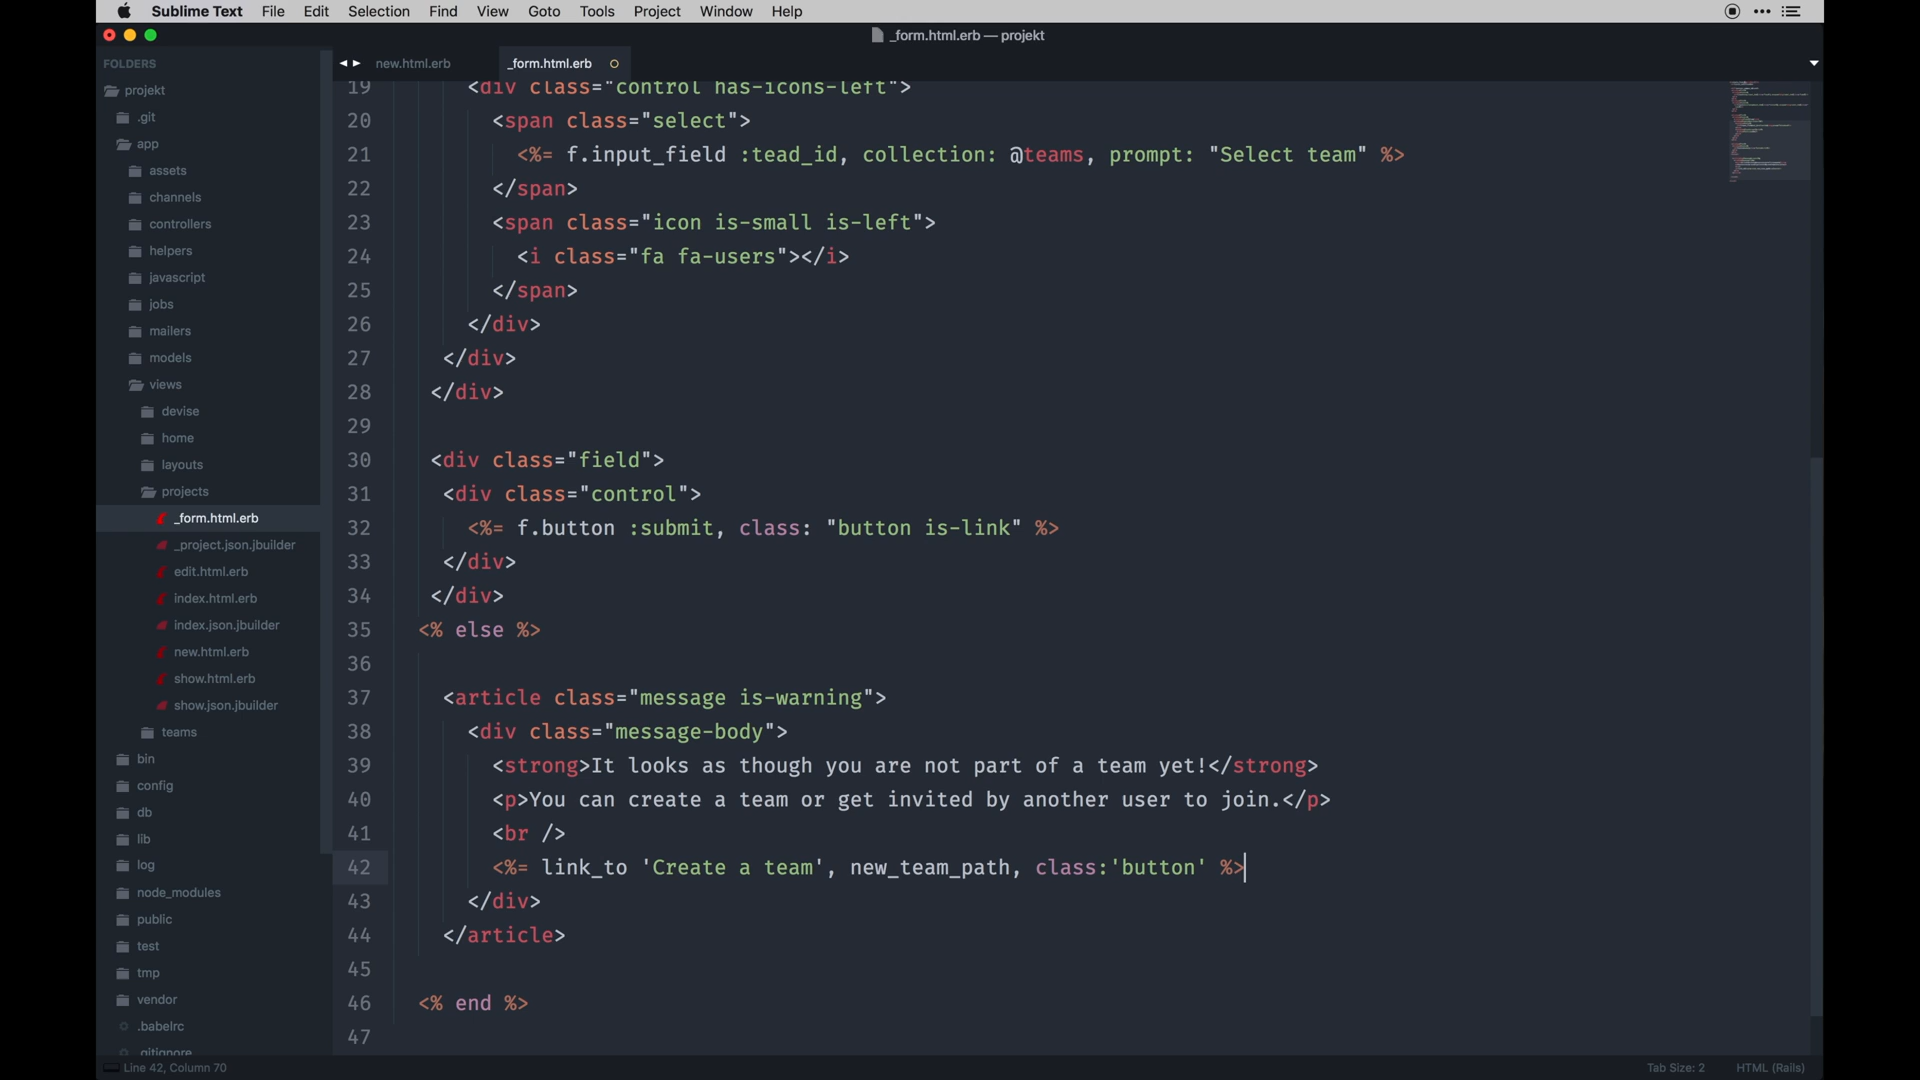 Sublime Text File Edit Selection Find View Goto Tools Project Window Help
_form.html.erb — projekt
FOLDERS
projekt
.git
app
assets
channels
controllers
helpers
javascript
jobs
mailers
models
views
devise
home
layouts
projects
_form.html.erb
_project.json.jbuilder
edit.html.erb
index.html.erb
index.json.jbuilder
new.html.erb
show.html.erb
show.json.jbuilder
teams
bin
config
db
lib
log
node_modules
public
test
tmp
vendor
.babelrc
.gitignore
new.html.erb _form.html.erb
19 <div class="control has-icons-left">
20 <span class="select">
21 <%= f.input_field :tead_id, collection: @teams, prompt: "Select team" %>
22 </span>
23 <span class="icon is-small is-left">
24 <i class="fa fa-users"></i>
25 </span>
26 </div>
27 </div>
28 </div>
29
30 <div class="field">
31 <div class="control">
32 <%= f.button :submit, class: "button is-link" %>
33 </div>
34 </div>
35 <% else %>
36
37 <article class="message is-warning">
38 <div class="message-body">
39 <strong>It looks as though you are not part of a team yet!</strong>
40 <p>You can create a team or get invited by another user to join.</p>
41 <br />
42 <%= link_to 'Create a team', new_team_path, class:'button' %>
43 </div>
44 </article>
45
46 <% end %>
47
Line 42, Column 70 Tab Size: 2 HTML (Rails)